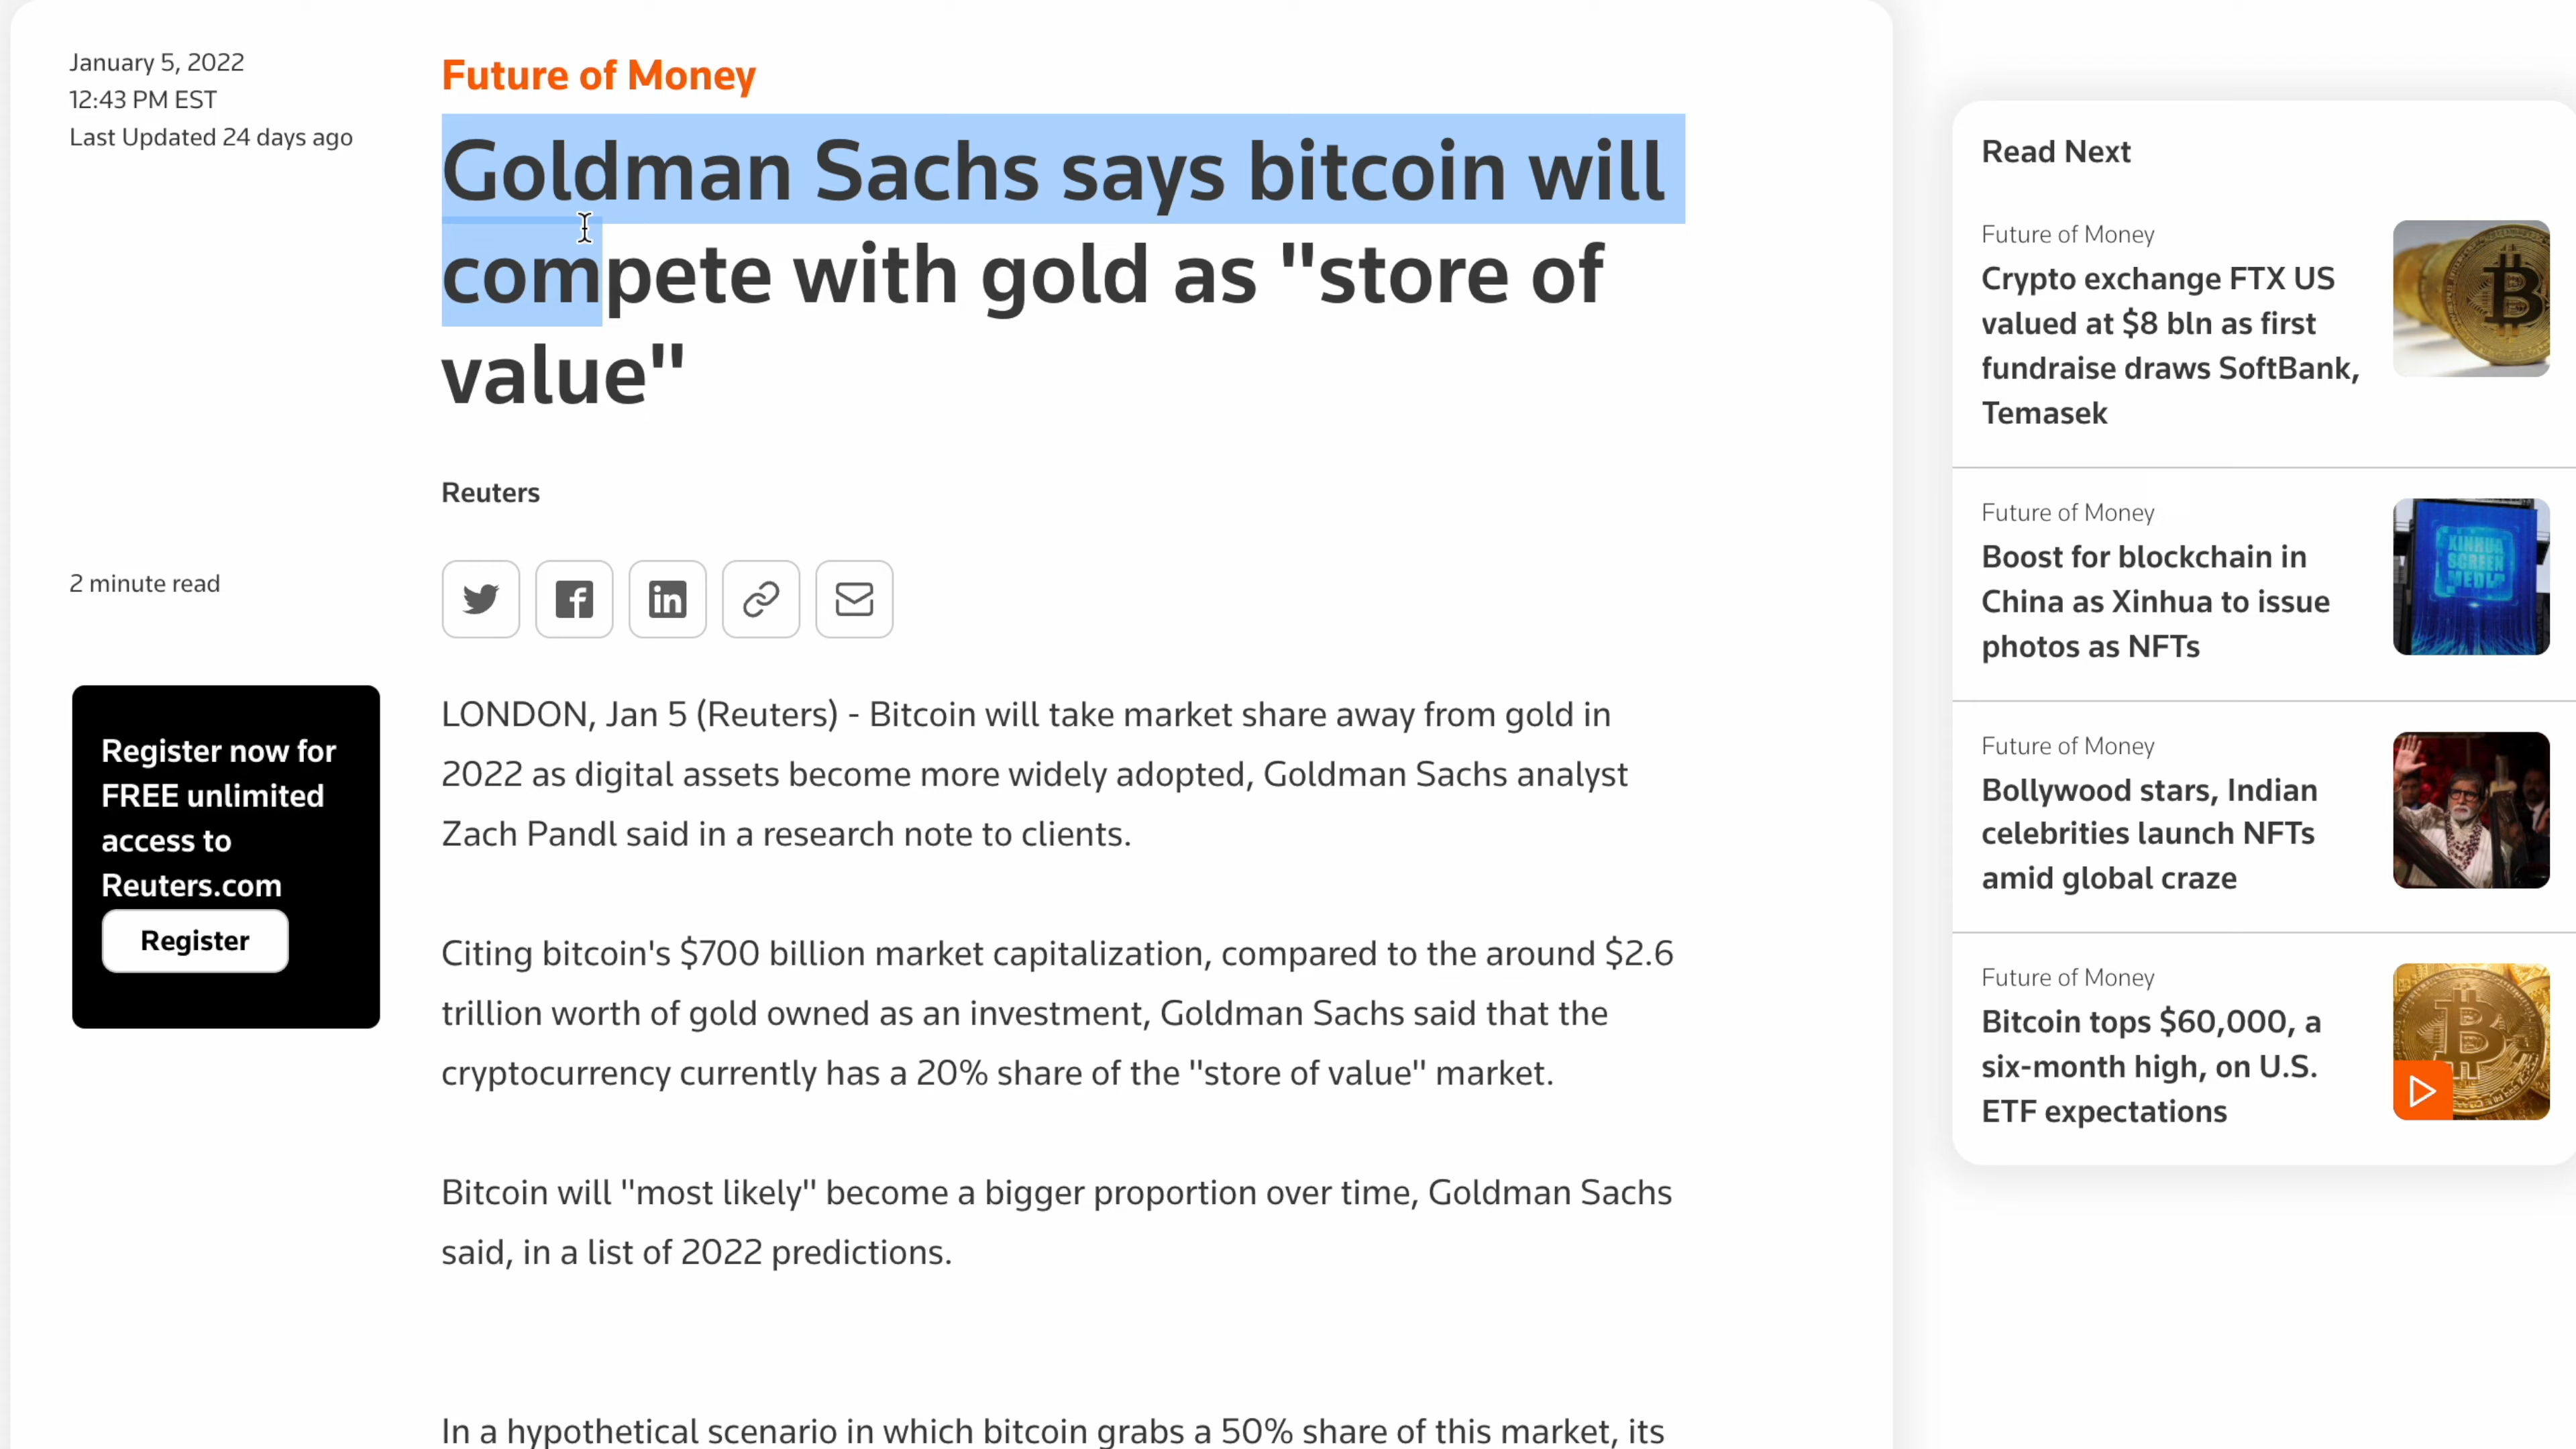 January 5, 2022
12:43 PM EST
Last Updated 24 days ago
Future of Money
Goldman Sachs says bitcoin will
compete with gold as "store of
value"
Reuters
2 minute read
Register now for
FREE unlimited
access to
Reuters.com
Register
LONDON, Jan 5 (Reuters) - Bitcoin will take market share away from gold in
2022 as digital assets become more widely adopted, Goldman Sachs analyst
Zach Pandl said in a research note to clients.
Citing bitcoin's $700 billion market capitalization, compared to the around $2.6
trillion worth of gold owned as an investment, Goldman Sachs said that the
cryptocurrency currently has a 20% share of the "store of value" market.
Bitcoin will "most likely" become a bigger proportion over time, Goldman Sachs
said, in a list of 2022 predictions.
In a hypothetical scenario in which bitcoin grabs a 50% share of this market, its
Read Next
Future of Money
Crypto exchange FTX US
valued at $8 bln as first
fundraise draws SoftBank,
Temasek
Future of Money
Boost for blockchain in
China as Xinhua to issue
photos as NFTs
XINHUA
SCREEN
MEDIA
Future of Money
Bollywood stars, Indian
celebrities launch NFTs
amid global craze
Future of Money
Bitcoin tops $60,000, a
six-month high, on U.S.
ETF expectations